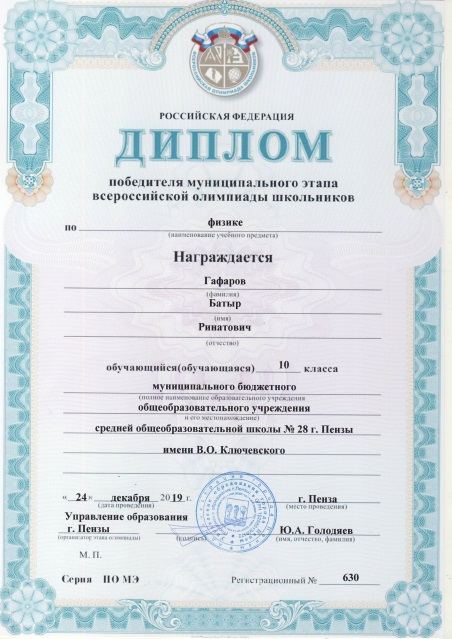 РОССИЙСКАЯ ФЕДЕРАЦИЯ
ДИПЛОМ
победителя муниципального этапа
всероссийской олимпиады школьников
по физике
(наименование учебного предмета)
Награждается
Гафаров
(фамилия)
Батыр
(имя)
Ринатович
(отчество)
обучающийся(обучающаяся) 10 класса
муниципального бюджетного
(полное наименование образовательного учреждения
общеобразовательного учреждения
и его местонахождение)
средней общеобразовательной школы № 28 г. Пензы
имени В.О. Ключевского
«24» декабря 2019 г. г. Пенза
(дата проведения) (место проведения)
Управление образования
г. Пензы Ю.А. Голодяев
(организатор этапа олимпиады) (подпись) (имя, отчество, фамилия)
М. П.
Серия ПО МЭ Регистрационный № 630